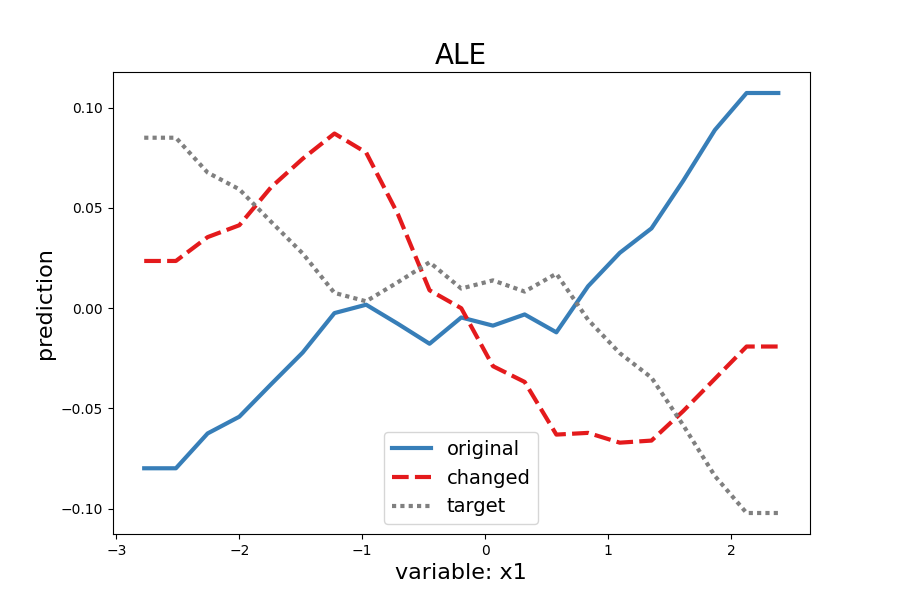 ALE
prediction
0.10
0.05
0.00
−0.05
−0.10
original
changed
target
−3
−2
−1
0
1
2
variable: x1